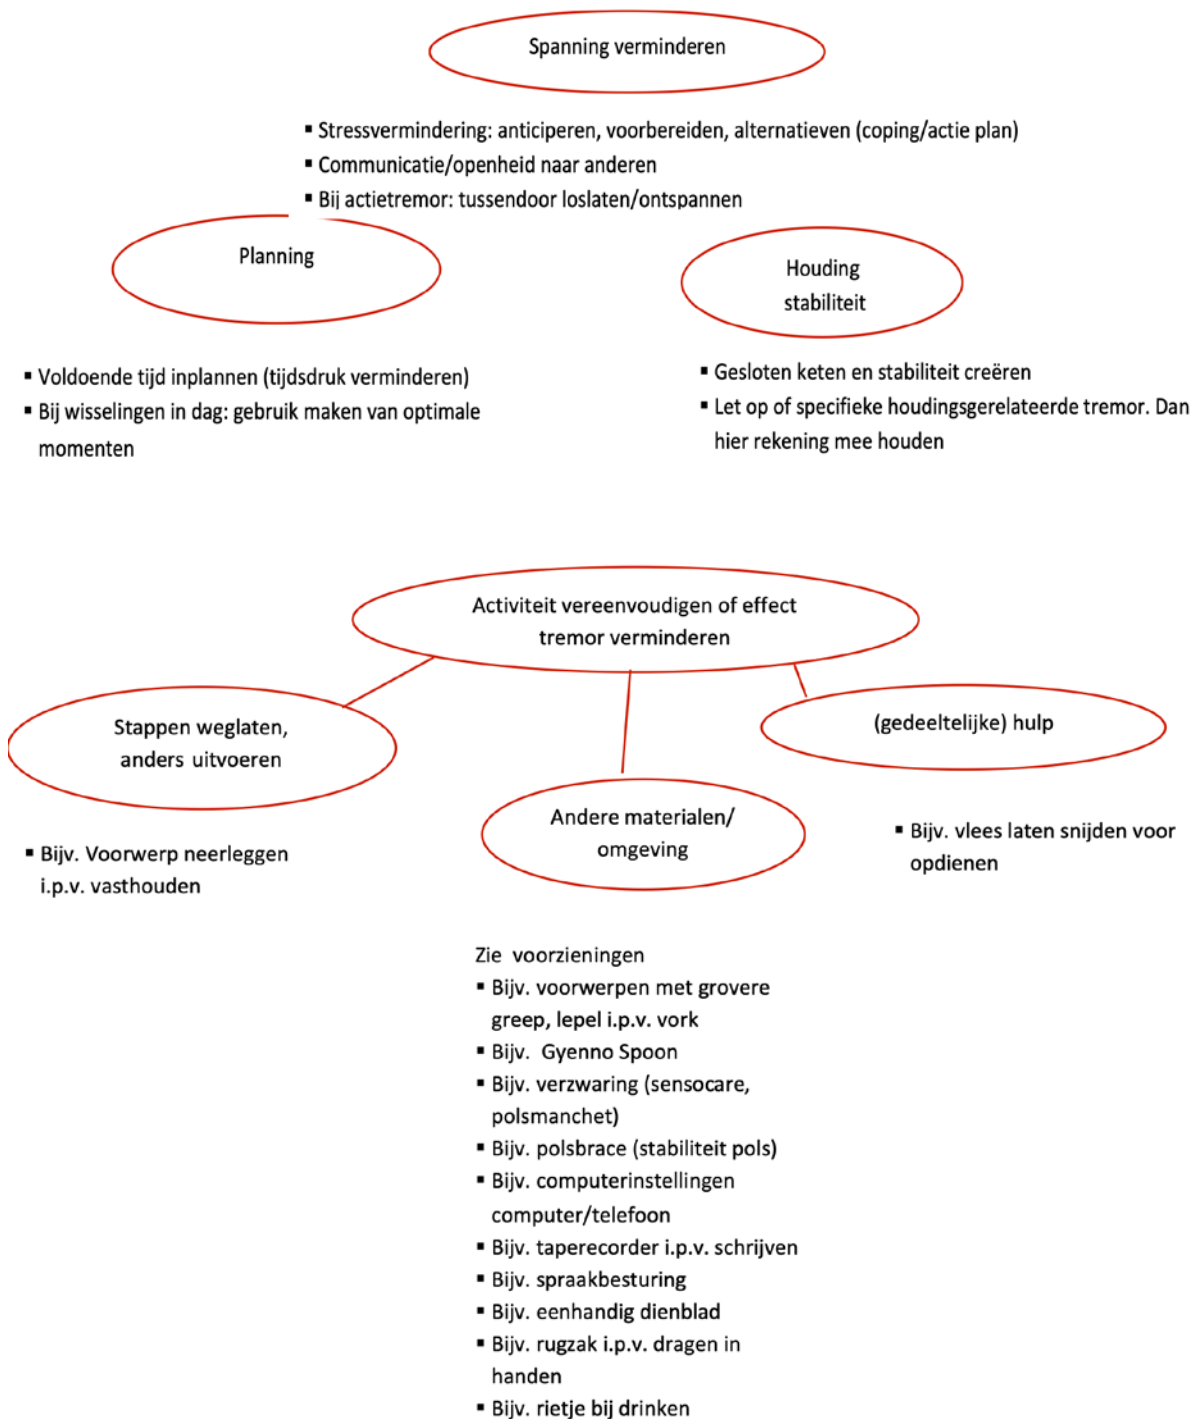 Spanning verminderen
▪ Stressvermindering: anticiperen, voorbereiden, alternatieven (coping/actie plan)
▪ Communicatie/openheid naar anderen
▪ Bij actietremor: tussendoor loslaten/ontspannen
Planning
▪ Voldoende tijd inplannen (tijdsdruk verminderen)
▪ Bij wisselingen in dag: gebruik maken van optimale
momenten
Houding
stabiliteit
▪ Gesloten keten en stabiliteit creëren
▪ Let op of specifieke houdingsgerelateerde tremor. Dan
hier rekening mee houden
Activiteit vereenvoudigen of effect
tremor verminderen
Stappen weglaten,
anders uitvoeren
▪ Bijv. Voorwerp neerleggen
i.p.v. vasthouden
Andere materialen/
omgeving
(gedeeltelijke) hulp
▪ Bijv. vlees laten snijden voor
opdienen
Zie voorzieningen
▪ Bijv. voorwerpen met grovere
greep, lepel i.p.v. vork
▪ Bijv. Gyenno Spoon
▪ Bijv. verzwaring (sensocare,
polsmanchet)
▪ Bijv. polsbrace (stabiliteit pols)
▪ Bijv. computerinstellingen
computer/telefoon
▪ Bijv. taperecorder i.p.v. schrijven
▪ Bijv. spraakbesturing
▪ Bijv. eenhandig dienblad
▪ Bijv. rugzak i.p.v. dragen in
handen
▪ Bijv. rietje bij drinken